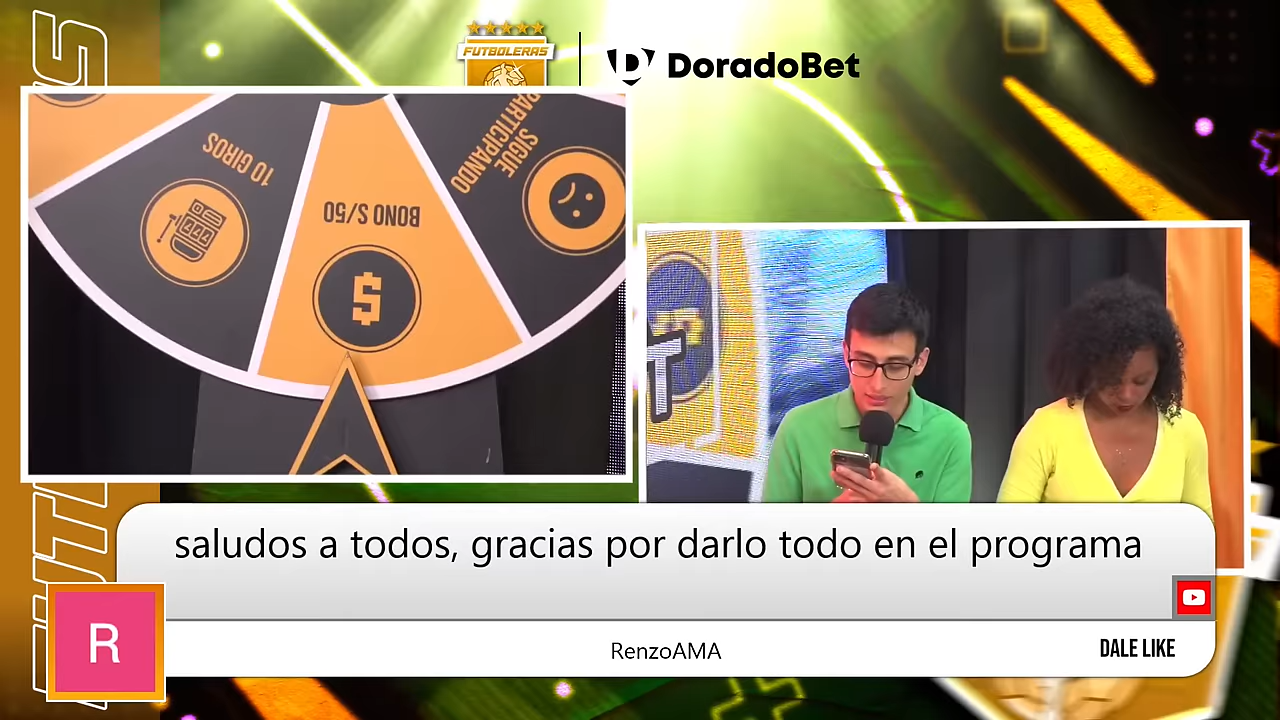 FUTBOLERAS
DoradoBet
10 GIROS
BONO S/50
SIGUE
PARTICIPANDO
$
T
saludos a todos, gracias por darlo todo en el programa
R
RenzoAMA
DALE LIKE